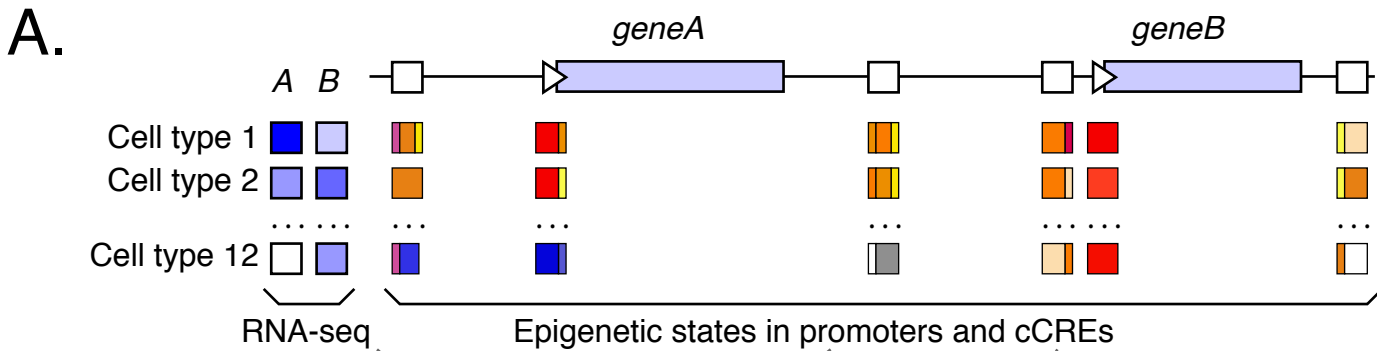 A.
geneA geneB
A B
Cell type 1
Cell type 2
... ... ... ... ... ... ... ...
Cell type 12
RNA-seq Epigenetic states in promoters and cCREs